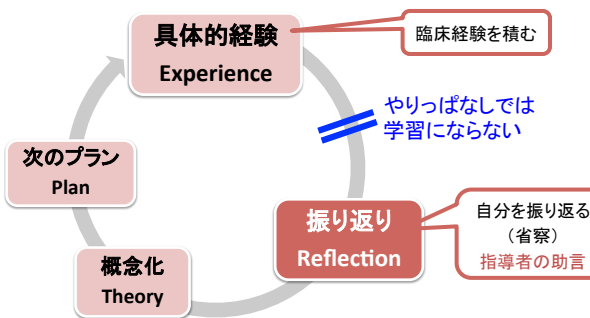 具体的経験
Experience
臨床経験を積む
やりっぱなしでは
学習にならない
振り返り
Reflection
自分を振り返る
（省察）
指導者の助言
概念化
Theory
次のプラン
Plan